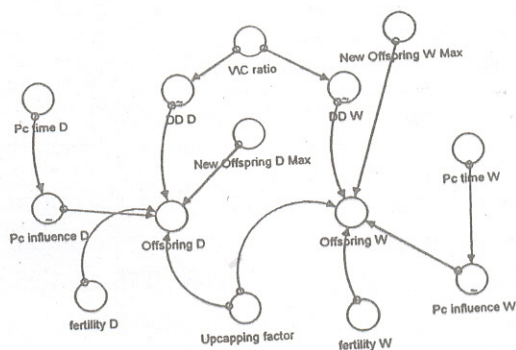 New Offspring W Max
V\C ratio
DD D
DD W
Pc time D
New Offspring D Max
Pc time W
Pc influence D
Offspring D
Offspring W
Pc influence W
fertility D
Upcapping factor
fertility W